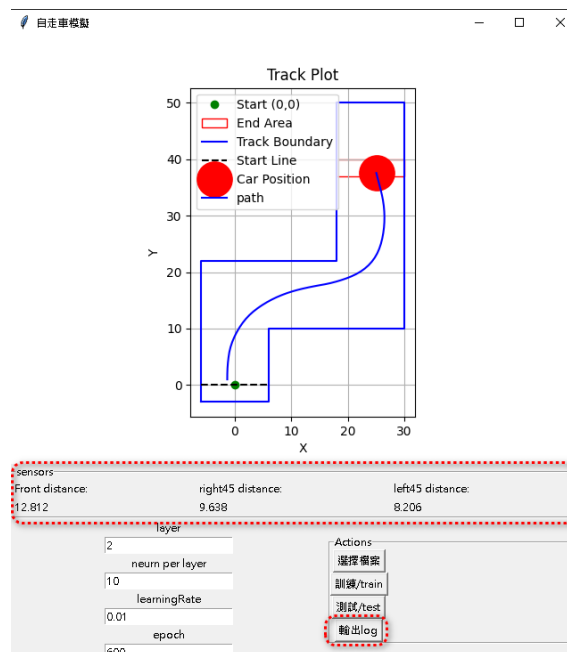 自走車模擬
Track Plot
Start (0,0)
End Area
Track Boundary
Start Line
Car Position
path
50
40
30
20
10
0
Y
0 10 20 30
X
sensors
Front distance: right45 distance: left45 distance:
12.812 9.638 8.206
layer
2
neurn per layer
10
learningRate
0.01
epoch
600
Actions
選擇檔案
訓練/train
測試/test
輸出log